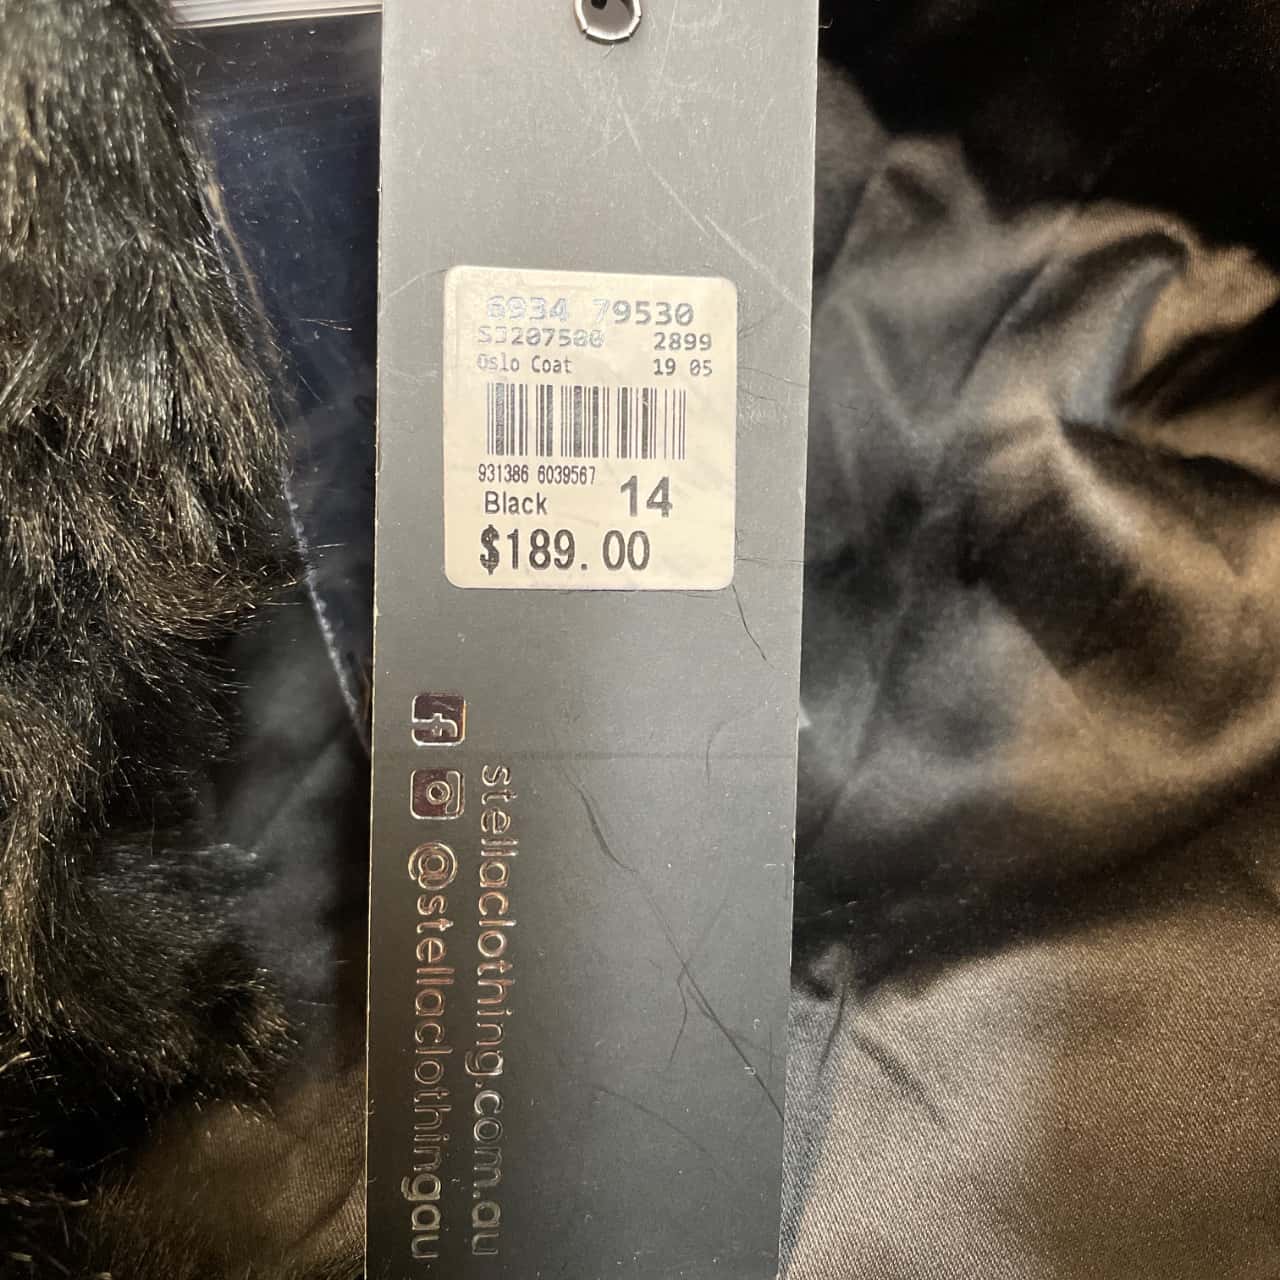 6934 79530
SJ207500 2899
Oslo Coat 19 05
931386 6039567
Black 14
$189.00
stellaclothing.com.au
@stellaclothingau